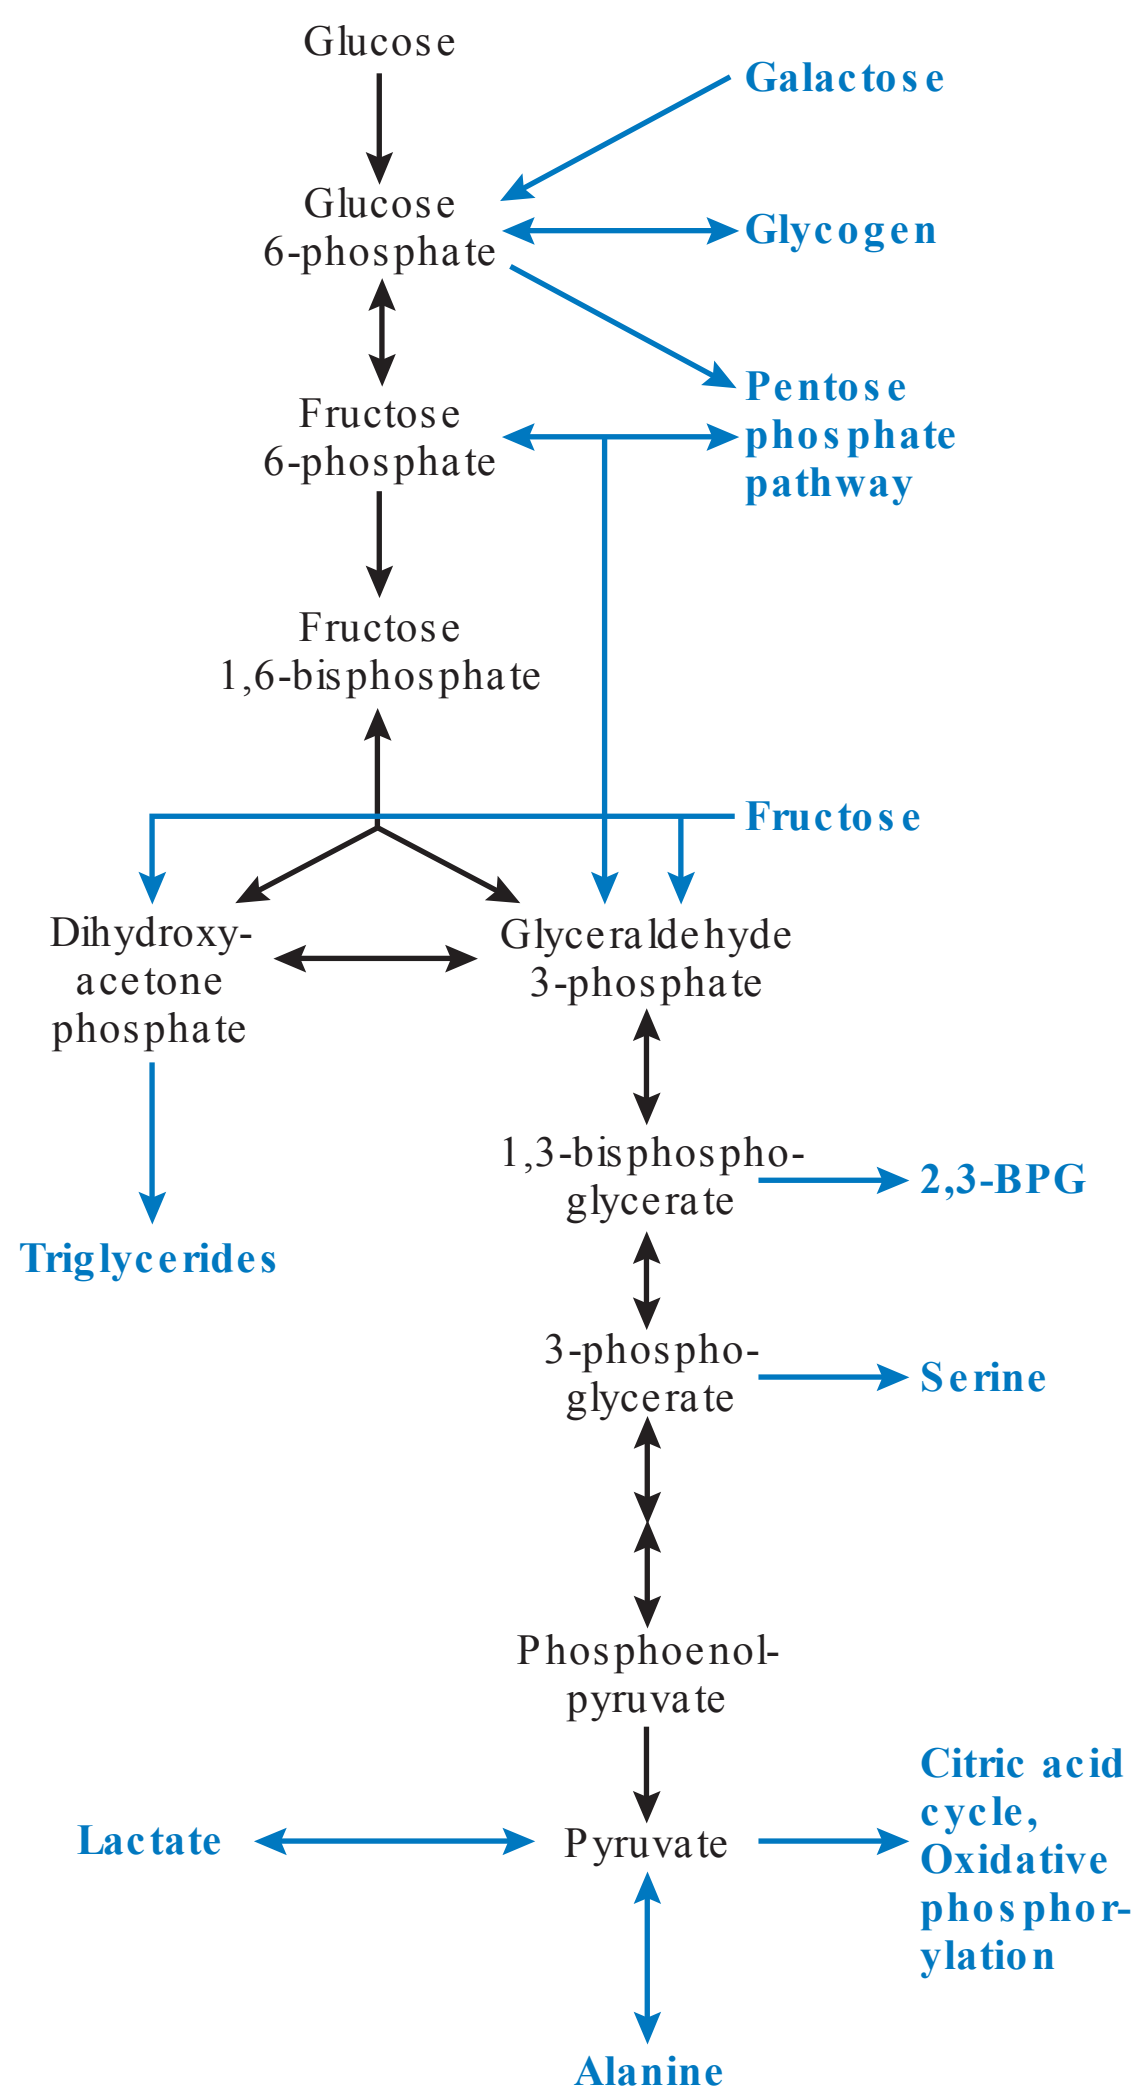 Glucose
Galactose
Glucose
6-phosphate
Glycogen
Fructose
6-phosphate
Pentose
phosphate
pathway
Fructose
1,6-bisphosphate
Fructose
Dihydroxy-
acetone
phosphate
Glyceraldehyde
3-phosphate
1,3-bisphospho-
glycerate
2,3-BPG
Triglycerides
3-phospho-
glycerate
Serine
Phosphoenol-
pyruvate
Lactate
Pyruvate
Citric acid
cycle,
Oxidative
phosphor-
ylation
Alanine